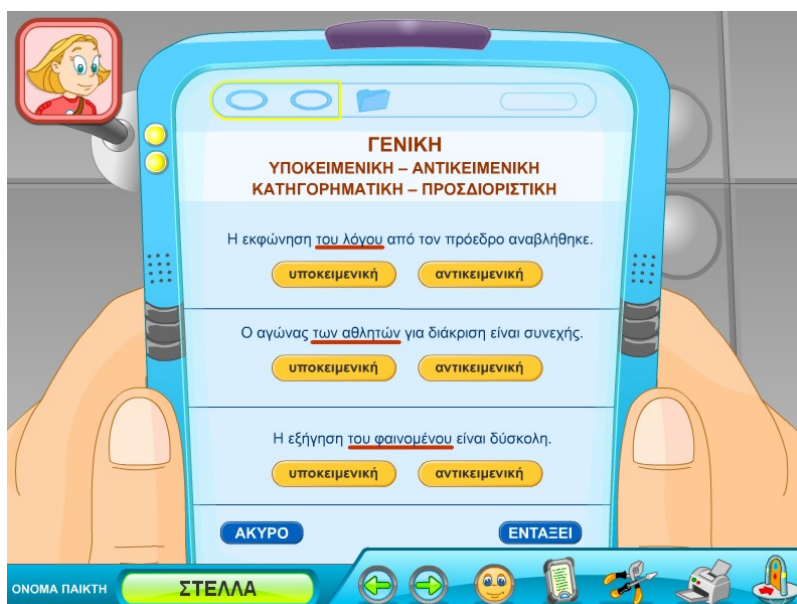 ΓΕΝΙΚΗ
ΥΠΟΚΕΙΜΕΝΙΚΗ – ΑΝΤΙΚΕΙΜΕΝΙΚΗ
ΚΑΤΗΓΟΡΗΜΑΤΙΚΗ – ΠΡΟΣΔΙΟΡΙΣΤΙΚΗ
Η εκφώνηση του λόγου από τον πρόεδρο αναβλήθηκε.
υποκειμενική αντικειμενική
Ο αγώνας των αθλητών για διάκριση είναι συνεχής.
υποκειμενική αντικειμενική
Η εξήγηση του φαινομένου είναι δύσκολη.
υποκειμενική αντικειμενική
ΑΚΥΡΟ ΕΝΤΑΞΕΙ
ΟΝΟΜΑ ΠΑΙΚΤΗ ΣΤΕΛΛΑ